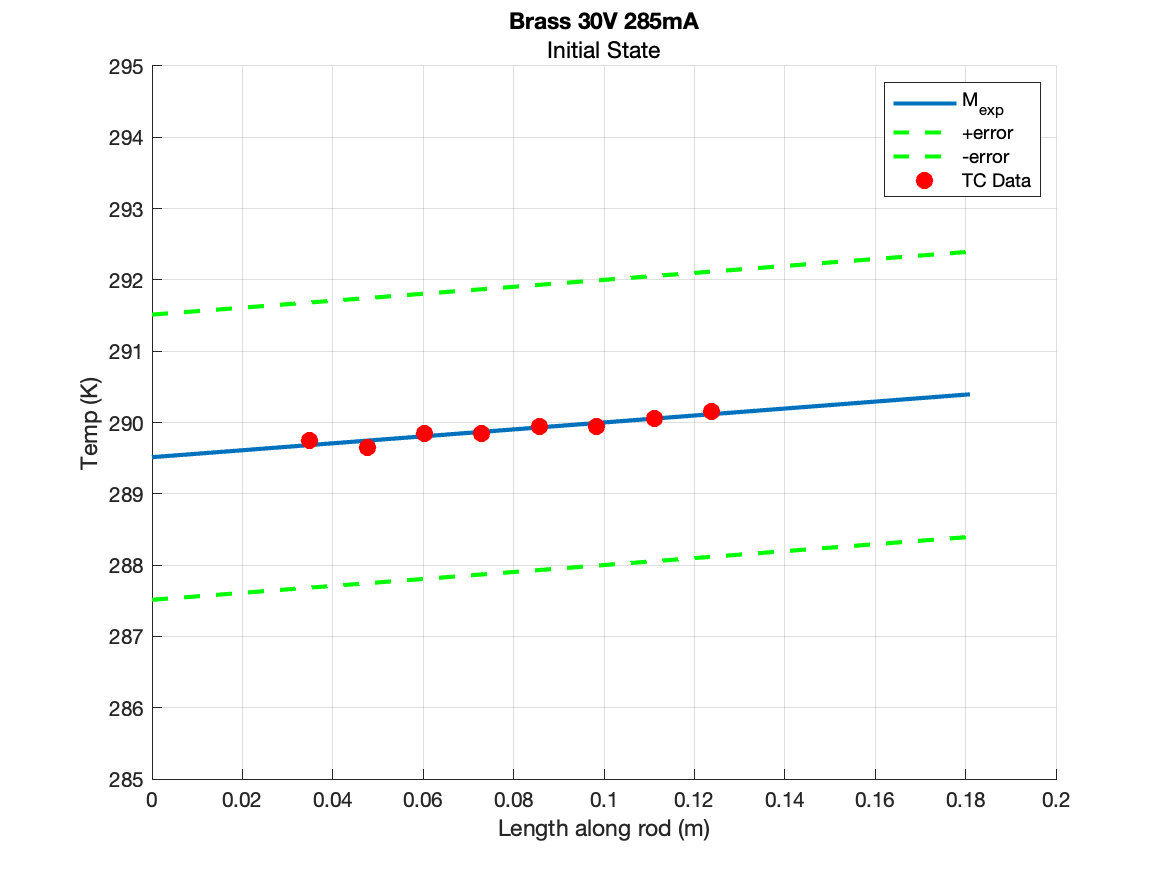 Brass 30V 285mA
Initial State
295
294
293
292
291
290
289
288
287
286
285
Temp (K)
M_exp
+error
-error
TC Data
0 0.02 0.04 0.06 0.08 0.1 0.12 0.14 0.16 0.18 0.2
Length along rod (m)